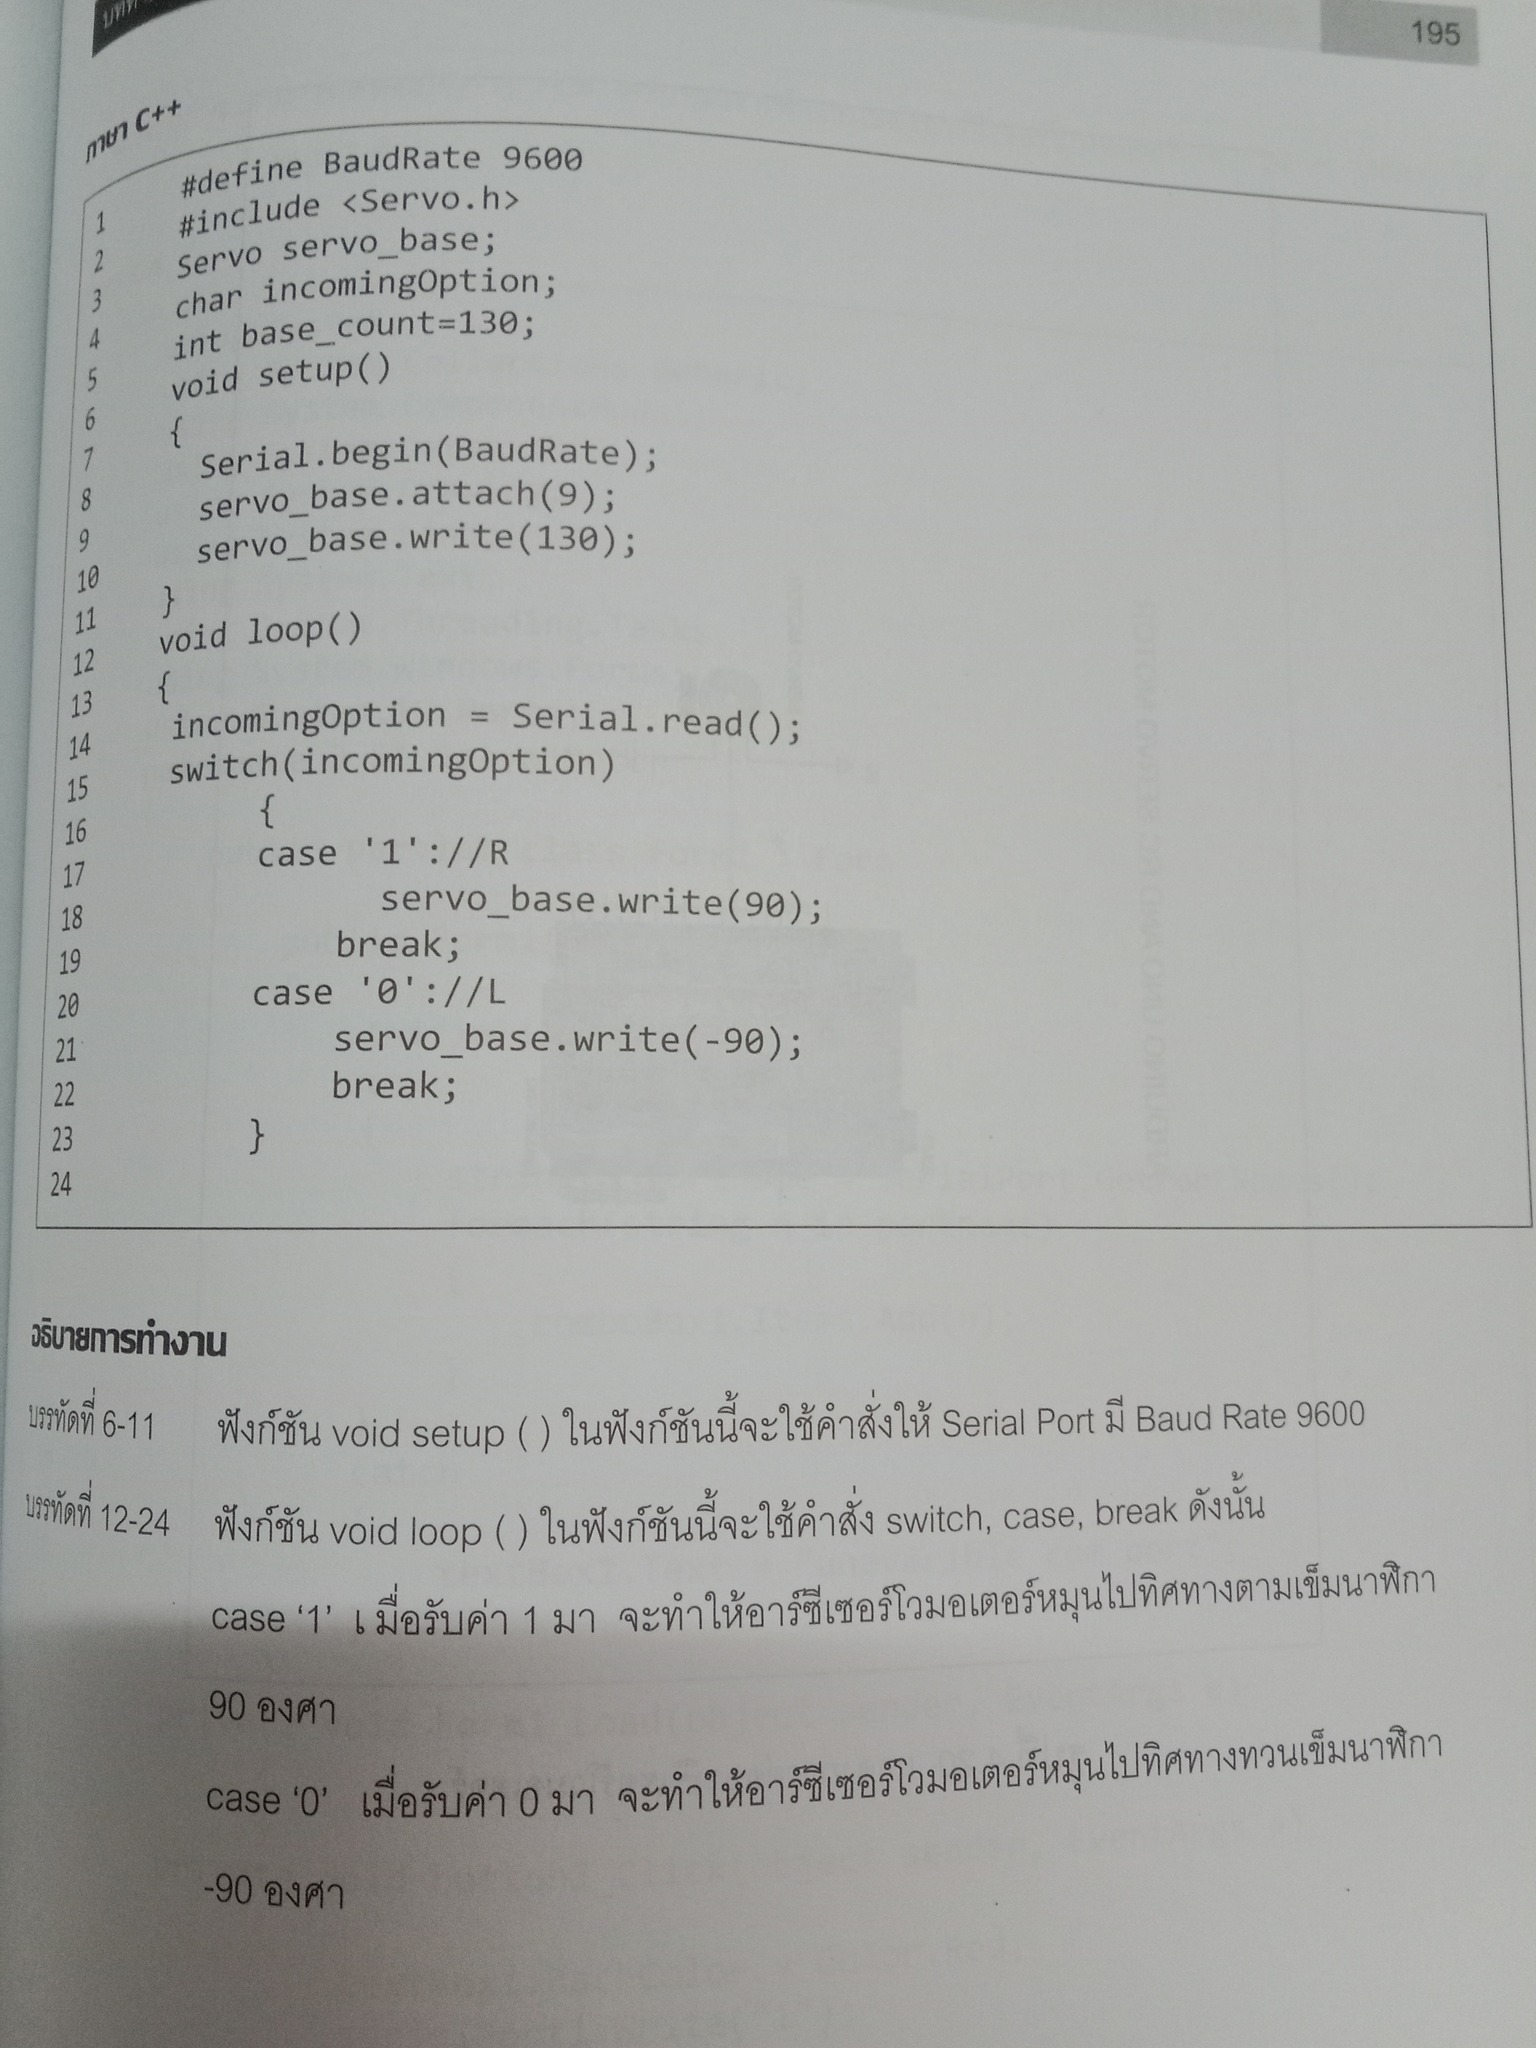 195
ภาษา C++
1 #define BaudRate 9600
2 #include <Servo.h>
3 Servo servo_base;
4 char incomingOption;
5 int base_count=130;
6 void setup()
7 {
8 Serial.begin(BaudRate);
9 servo_base.attach(9);
10 servo_base.write(130);
11 }
12 void loop()
13 {
14 incomingOption = Serial.read();
15 switch(incomingOption)
16 {
17 case '1'://R
18 servo_base.write(90);
19 break;
20 case '0'://L
21 servo_base.write(-90);
22 break;
23 }
24
อธิบายการทำงาน
บรรทัดที่ 6-11 ฟังก์ชัน void setup ( ) ในฟังก์ชันนี้จะใช้คำสั่งให้ Serial Port มี Baud Rate 9600
บรรทัดที่ 12-24 ฟังก์ชัน void loop ( ) ในฟังก์ชันนี้จะใช้คำสั่ง switch, case, break ดังนั้น
case ‘1’ เ มื่อรับค่า 1 มา จะทำให้อาร์ซีเซอร์โวมอเตอร์หมุนไปทิศทางตามเข็มนาฬิกา
90 องศา
case ‘0’ เมื่อรับค่า 0 มา จะทำให้อาร์ซีเซอร์โวมอเตอร์หมุนไปทิศทางทวนเข็มนาฬิกา
-90 องศา